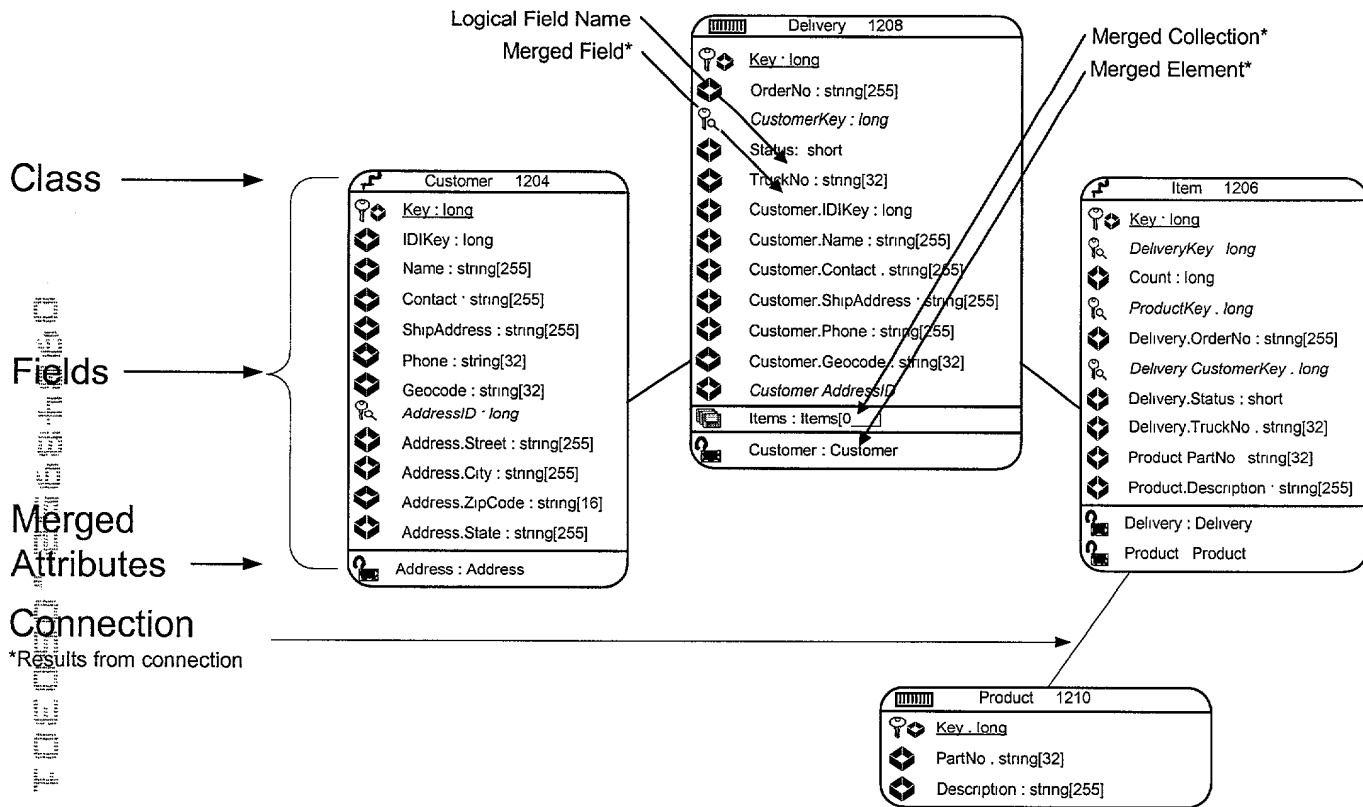 Logical Field Name
Merged Field*
Merged Collection*
Merged Element*
Class
Fields
Merged
Attributes
Connection
*Results from connection
Customer 1204
Key : long
IDIKey : long
Name : string[255]
Contact : string[255]
ShipAddress : string[255]
Phone : string[32]
Geocode : string[32]
AddressID : long
Address.Street : string[255]
Address.City : string[255]
Address.ZipCode : string[16]
Address.State : string[255]
Address : Address
Delivery 1208
Key : long
OrderNo : string[255]
CustomerKey : long
Status: short
TruckNo : string[32]
Customer.IDIKey : long
Customer.Name : string[255]
Customer.Contact . string[255]
Customer.ShipAddress : string[255]
Customer.Phone : string[255]
Customer.Geocode : string[32]
Customer AddressID
Items : Items[0____]
Customer : Customer
Item 1206
Key : long
DeliveryKey long
Count : long
ProductKey . long
Delivery.OrderNo : string[255]
Delivery CustomerKey . long
Delivery.Status : short
Delivery.TruckNo . string[32]
Product PartNo string[32]
Product.Description : string[255]
Delivery : Delivery
Product Product
Product 1210
Key . long
PartNo . string[32]
Description : string[255]